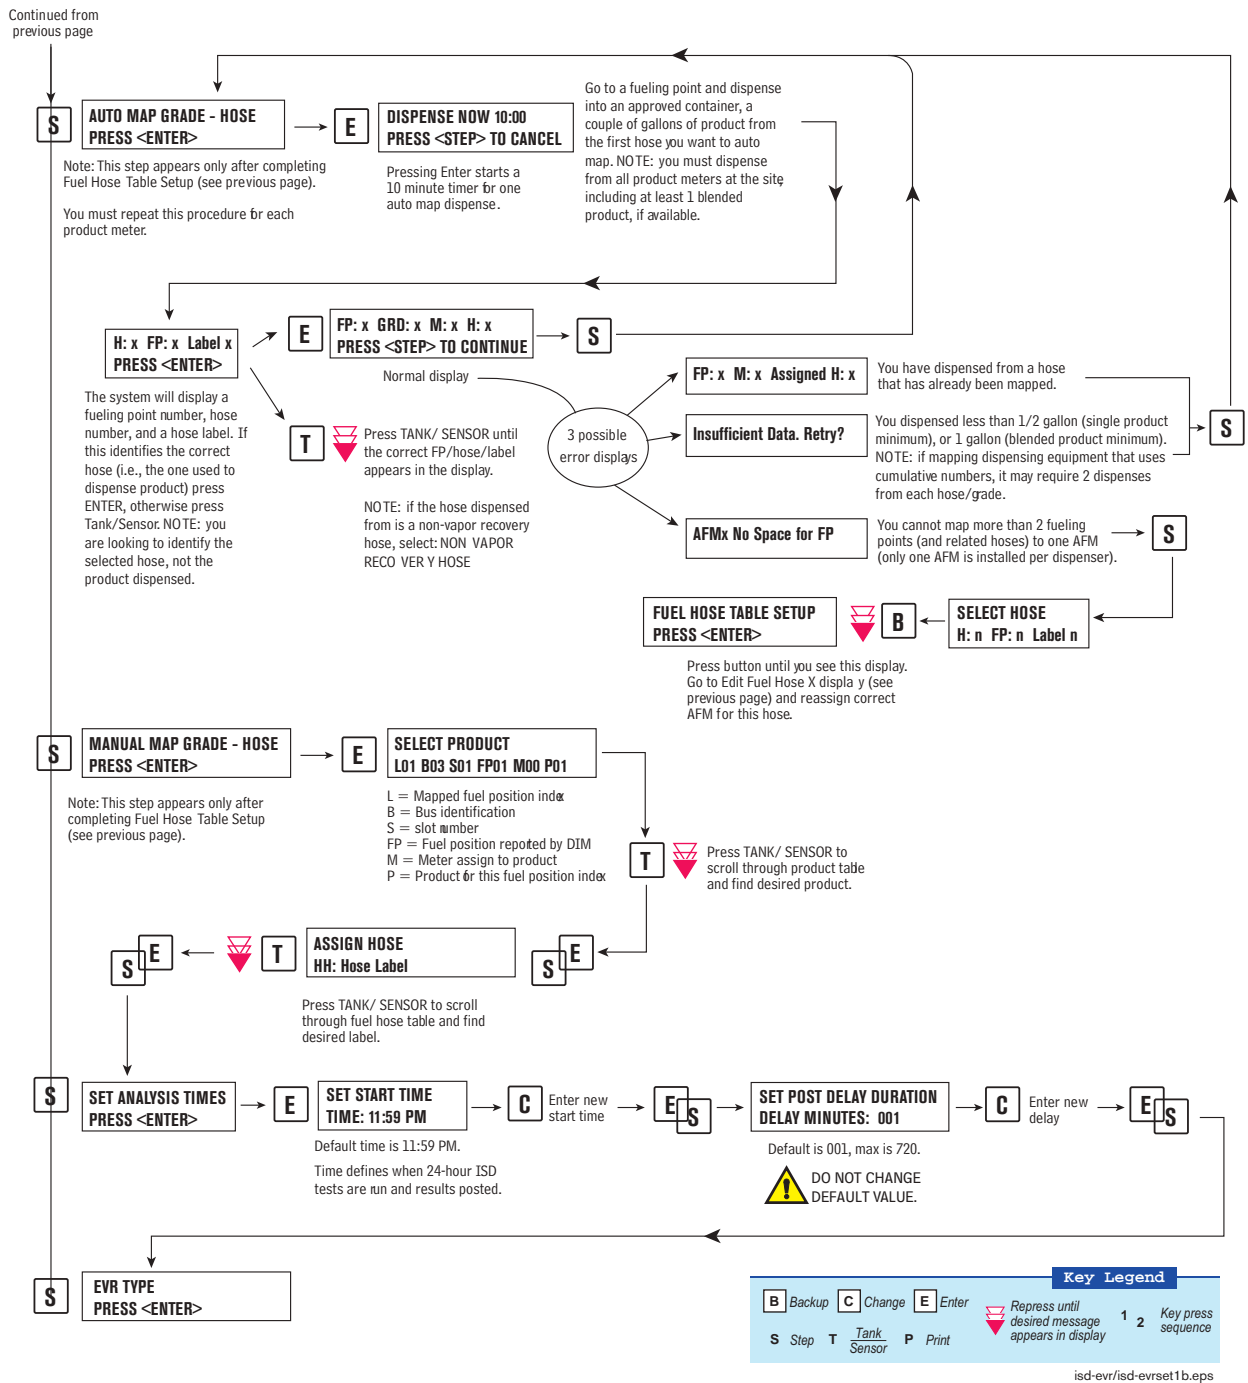 Continued from
previous page
S
AUTO MAP GRADE - HOSE
PRESS <ENTER>
E
DISPENSE NOW 10:00
PRESS <STEP> TO CANCEL
Go to a fueling point and dispense
into an approved container, a
couple of gallons of product from
the first hose you want to auto
map. NOTE: you must dispense
from all product meters at the site,
including at least 1 blended
product, if available.
Note: This step appears only after completing
Fuel Hose Table Setup (see previous page).
You must repeat this procedure for each
product meter.
Pressing Enter starts a
10 minute timer for one
auto map dispense.
H: x FP: x Label x
PRESS <ENTER>
E
FP: x GRD: x M: x H: x
PRESS <STEP> TO CONTINUE
S
Normal display
The system will display a
fueling point number, hose
number, and a hose label. If
this identifies the correct
hose (i.e., the one used to
dispense product) press
ENTER, otherwise press
Tank/Sensor. NOTE: you
are looking to identify the
selected hose, not the
product dispensed.
T
Press TANK/ SENSOR until
the correct FP/hose/label
appears in the display.
NOTE: if the hose dispensed
from is a non-vapor recovery
hose, select: NON VAPOR
RECO VER Y HOSE
3 possible
error displays
FP: x M: x Assigned H: x
You have dispensed from a hose
that has already been mapped.
Insufficient Data. Retry?
You dispensed less than 1/2 gallon (single product
minimum), or 1 gallon (blended product minimum).
NOTE: if mapping dispensing equipment that uses
cumulative numbers, it may require 2 dispenses
from each hose/grade.
S
AFMx No Space for FP
You cannot map more than 2 fueling
points (and related hoses) to one AFM
(only one AFM is installed per dispenser).
S
FUEL HOSE TABLE SETUP
PRESS <ENTER>
B
SELECT HOSE
H: n FP: n Label n
Press button until you see this display.
Go to Edit Fuel Hose X displa y (see
previous page) and reassign correct
AFM for this hose.
S
MANUAL MAP GRADE - HOSE
PRESS <ENTER>
E
SELECT PRODUCT
L01 B03 S01 FP01 M00 P01
Note: This step appears only after
completing Fuel Hose Table Setup
(see previous page).
L = Mapped fuel position index
B = Bus identification
S = slot number
FP = Fuel position reported by DIM
M = Meter assign to product
P = Product for this fuel position index
T
Press TANK/ SENSOR to
scroll through product table
and find desired product.
S E
T
ASSIGN HOSE
HH: Hose Label
S E
Press TANK/ SENSOR to scroll
through fuel hose table and find
desired label.
S
SET ANALYSIS TIMES
PRESS <ENTER>
E
SET START TIME
TIME: 11:59 PM
C
Enter new
start time
E S
SET POST DELAY DURATION
DELAY MINUTES: 001
C
Enter new
delay
E S
Default time is 11:59 PM.
Time defines when 24-hour ISD
tests are run and results posted.
Default is 001, max is 720.
! DO NOT CHANGE
DEFAULT VALUE.
S
EVR TYPE
PRESS <ENTER>
Key Legend
B Backup C Change E Enter
S Step T Tank
Sensor P Print
Repress until
desired message
appears in display
1 2 Key press
sequence
isd-evr/isd-evrset1b.eps